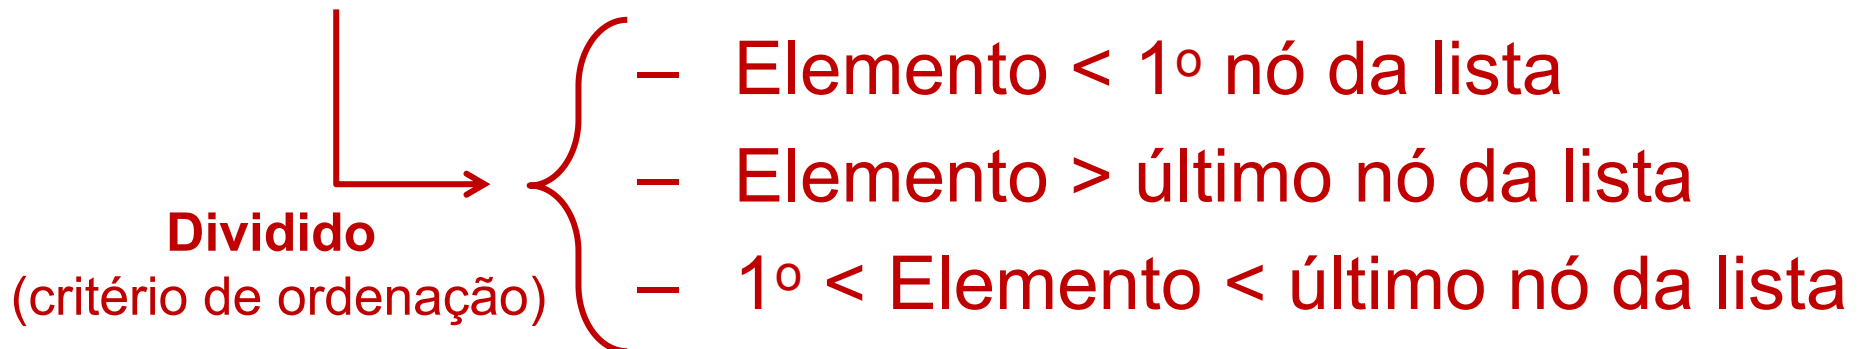 – Elemento < 1º nó da lista
– Elemento > último nó da lista
– 1º < Elemento < último nó da lista
Dividido
(critério de ordenação)